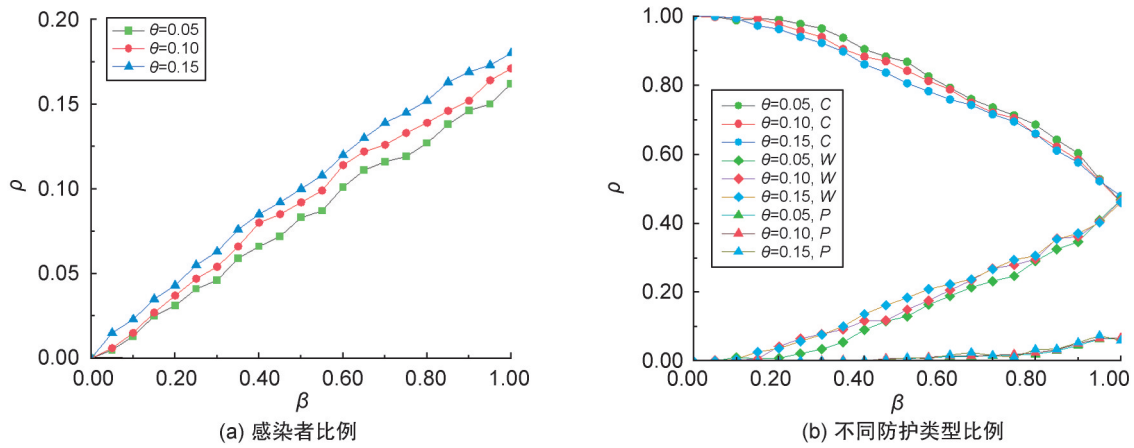 0.20
0.15
0.10
0.05
0.00
ρ
θ=0.05
θ=0.10
θ=0.15
0.00 0.20 0.40 0.60 0.80 1.00
β
(a) 感染者比例
1.00
0.80
0.60
0.40
0.20
0.00
ρ
θ=0.05, C
θ=0.10, C
θ=0.15, C
θ=0.05, W
θ=0.10, W
θ=0.15, W
θ=0.05, P
θ=0.10, P
θ=0.15, P
0.00 0.20 0.40 0.60 0.80 1.00
β
(b) 不同防护类型比例